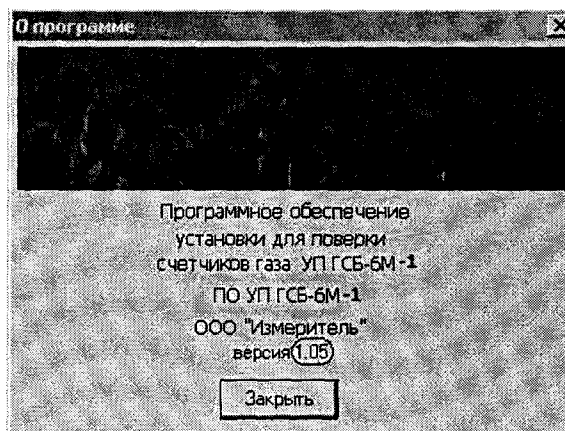 О программе
Программное обеспечение
установки для поверки
счетчиков газа УП ГСБ-6М-1
ПО УП ГСБ-6М-1
ООО "Измеритель"
версия 1.05
Закрыть